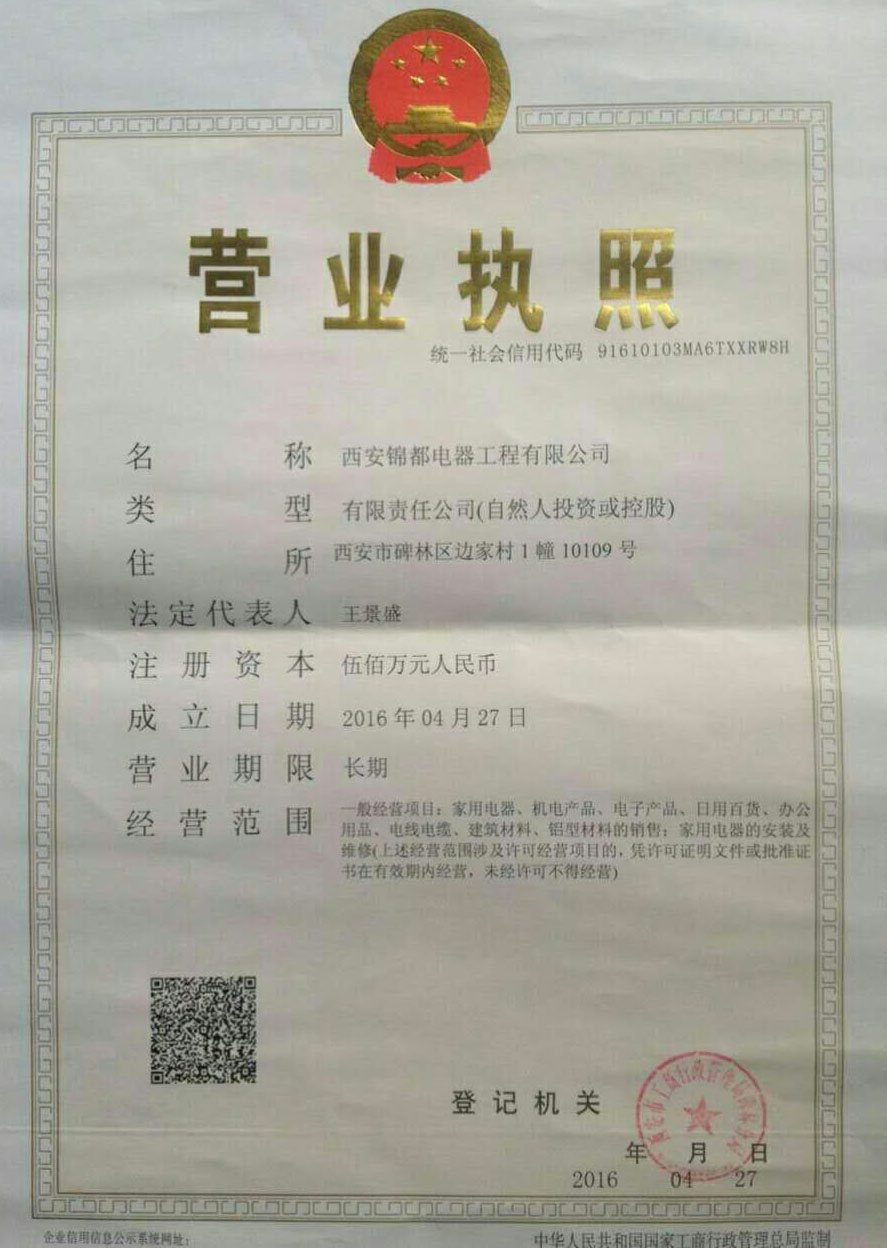 营业执照
统一社会信用代码 91610103MA6TXXRW8H
名称 西安锦都电器工程有限公司
类型 有限责任公司(自然人投资或控股)
住所 西安市碑林区边家村1幢10109号
法定代表人 王景盛
注册资本 伍佰万元人民币
成立日期 2016年04月27日
营业期限 长期
经营范围 一般经营项目：家用电器、机电产品、电子产品、日用百货、办公
用品、电线电缆、建筑材料、铝型材料的销售；家用电器的安装及
维修(上述经营范围涉及许可经营项目的，凭许可证明文件或批准证
书在有效期内经营，未经许可不得经营)
登记机关
年 月 日
2016 04 27
企业信用信息公示系统网址：
中华人民共和国国家工商行政管理总局监制